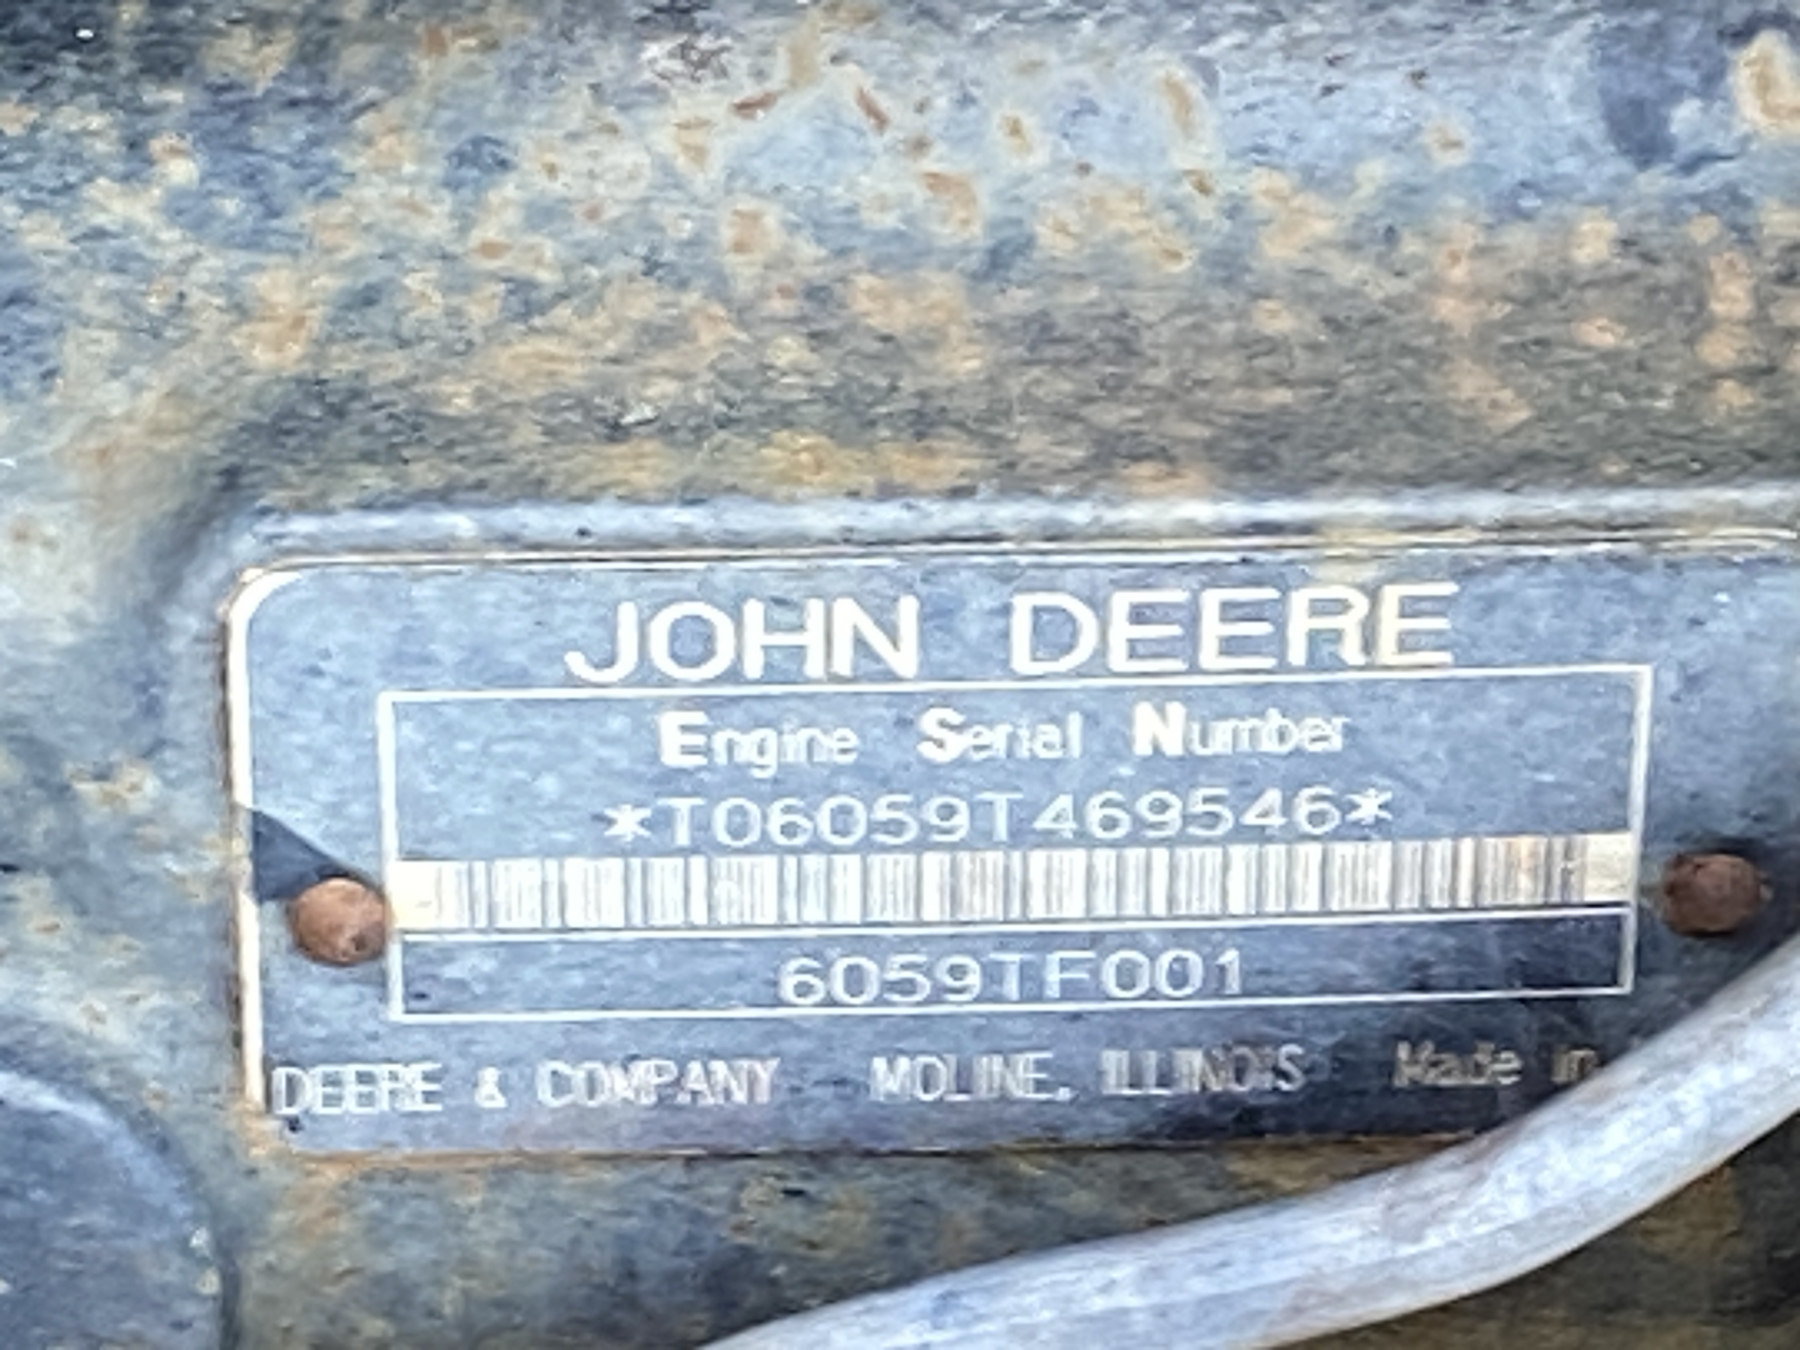 JOHN DEERE
Engine Serial Number
*T06059T469546*
6059TF001
DEERE & COMPANY MOLINE, ILLINOIS Made in